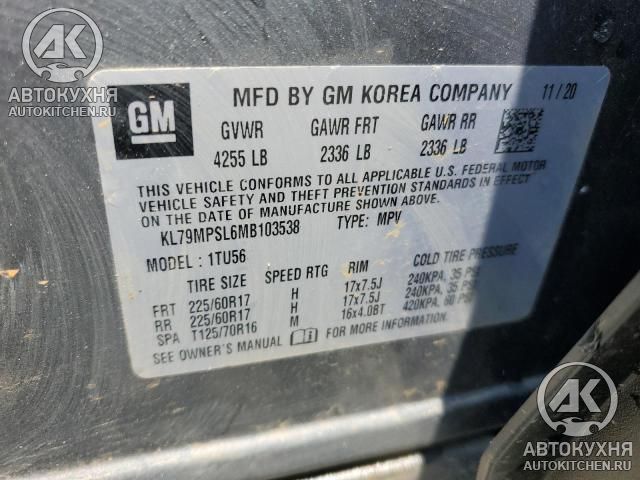 AK
АВТОКУХНЯ
AUTOKITCHEN.RU
GM
MFD BY GM KOREA COMPANY 11/20
GVWR GAWR FRT GAWR RR
4255 LB 2336 LB 2336 LB
THIS VEHICLE CONFORMS TO ALL APPLICABLE U.S. FEDERAL MOTOR
VEHICLE SAFETY AND THEFT PREVENTION STANDARDS IN EFFECT
ON THE DATE OF MANUFACTURE SHOWN ABOVE.
KL79MPSL6MB103538 TYPE: MPV
MODEL : 1TU56
TIRE SIZE SPEED RTG RIM COLD TIRE PRESSURE
FRT 225/60R17 H 17x7.5J 240KPA, 35 PSI
RR 225/60R17 H 17x7.5J 240KPA, 35 PSI
SPA T125/70R16 M 16x4.0BT 420KPA, 60 PSI
SEE OWNER'S MANUAL FOR MORE INFORMATION.
AK
АВТОКУХНЯ
AUTOKITCHEN.RU